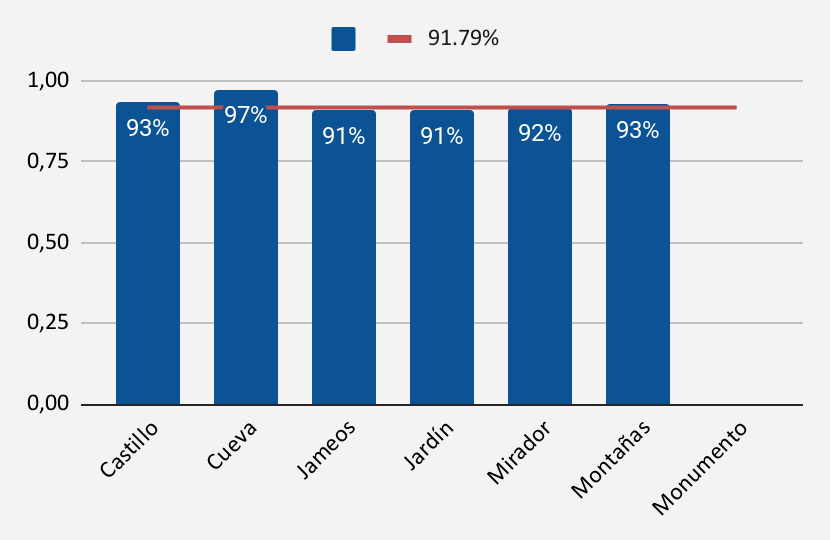 91.79%
1,00
0,75
0,50
0,25
0,00
93%
97%
91%
91%
92%
93%
Castillo
Cueva
Jameos
Jardín
Mirador
Montañas
Monumento